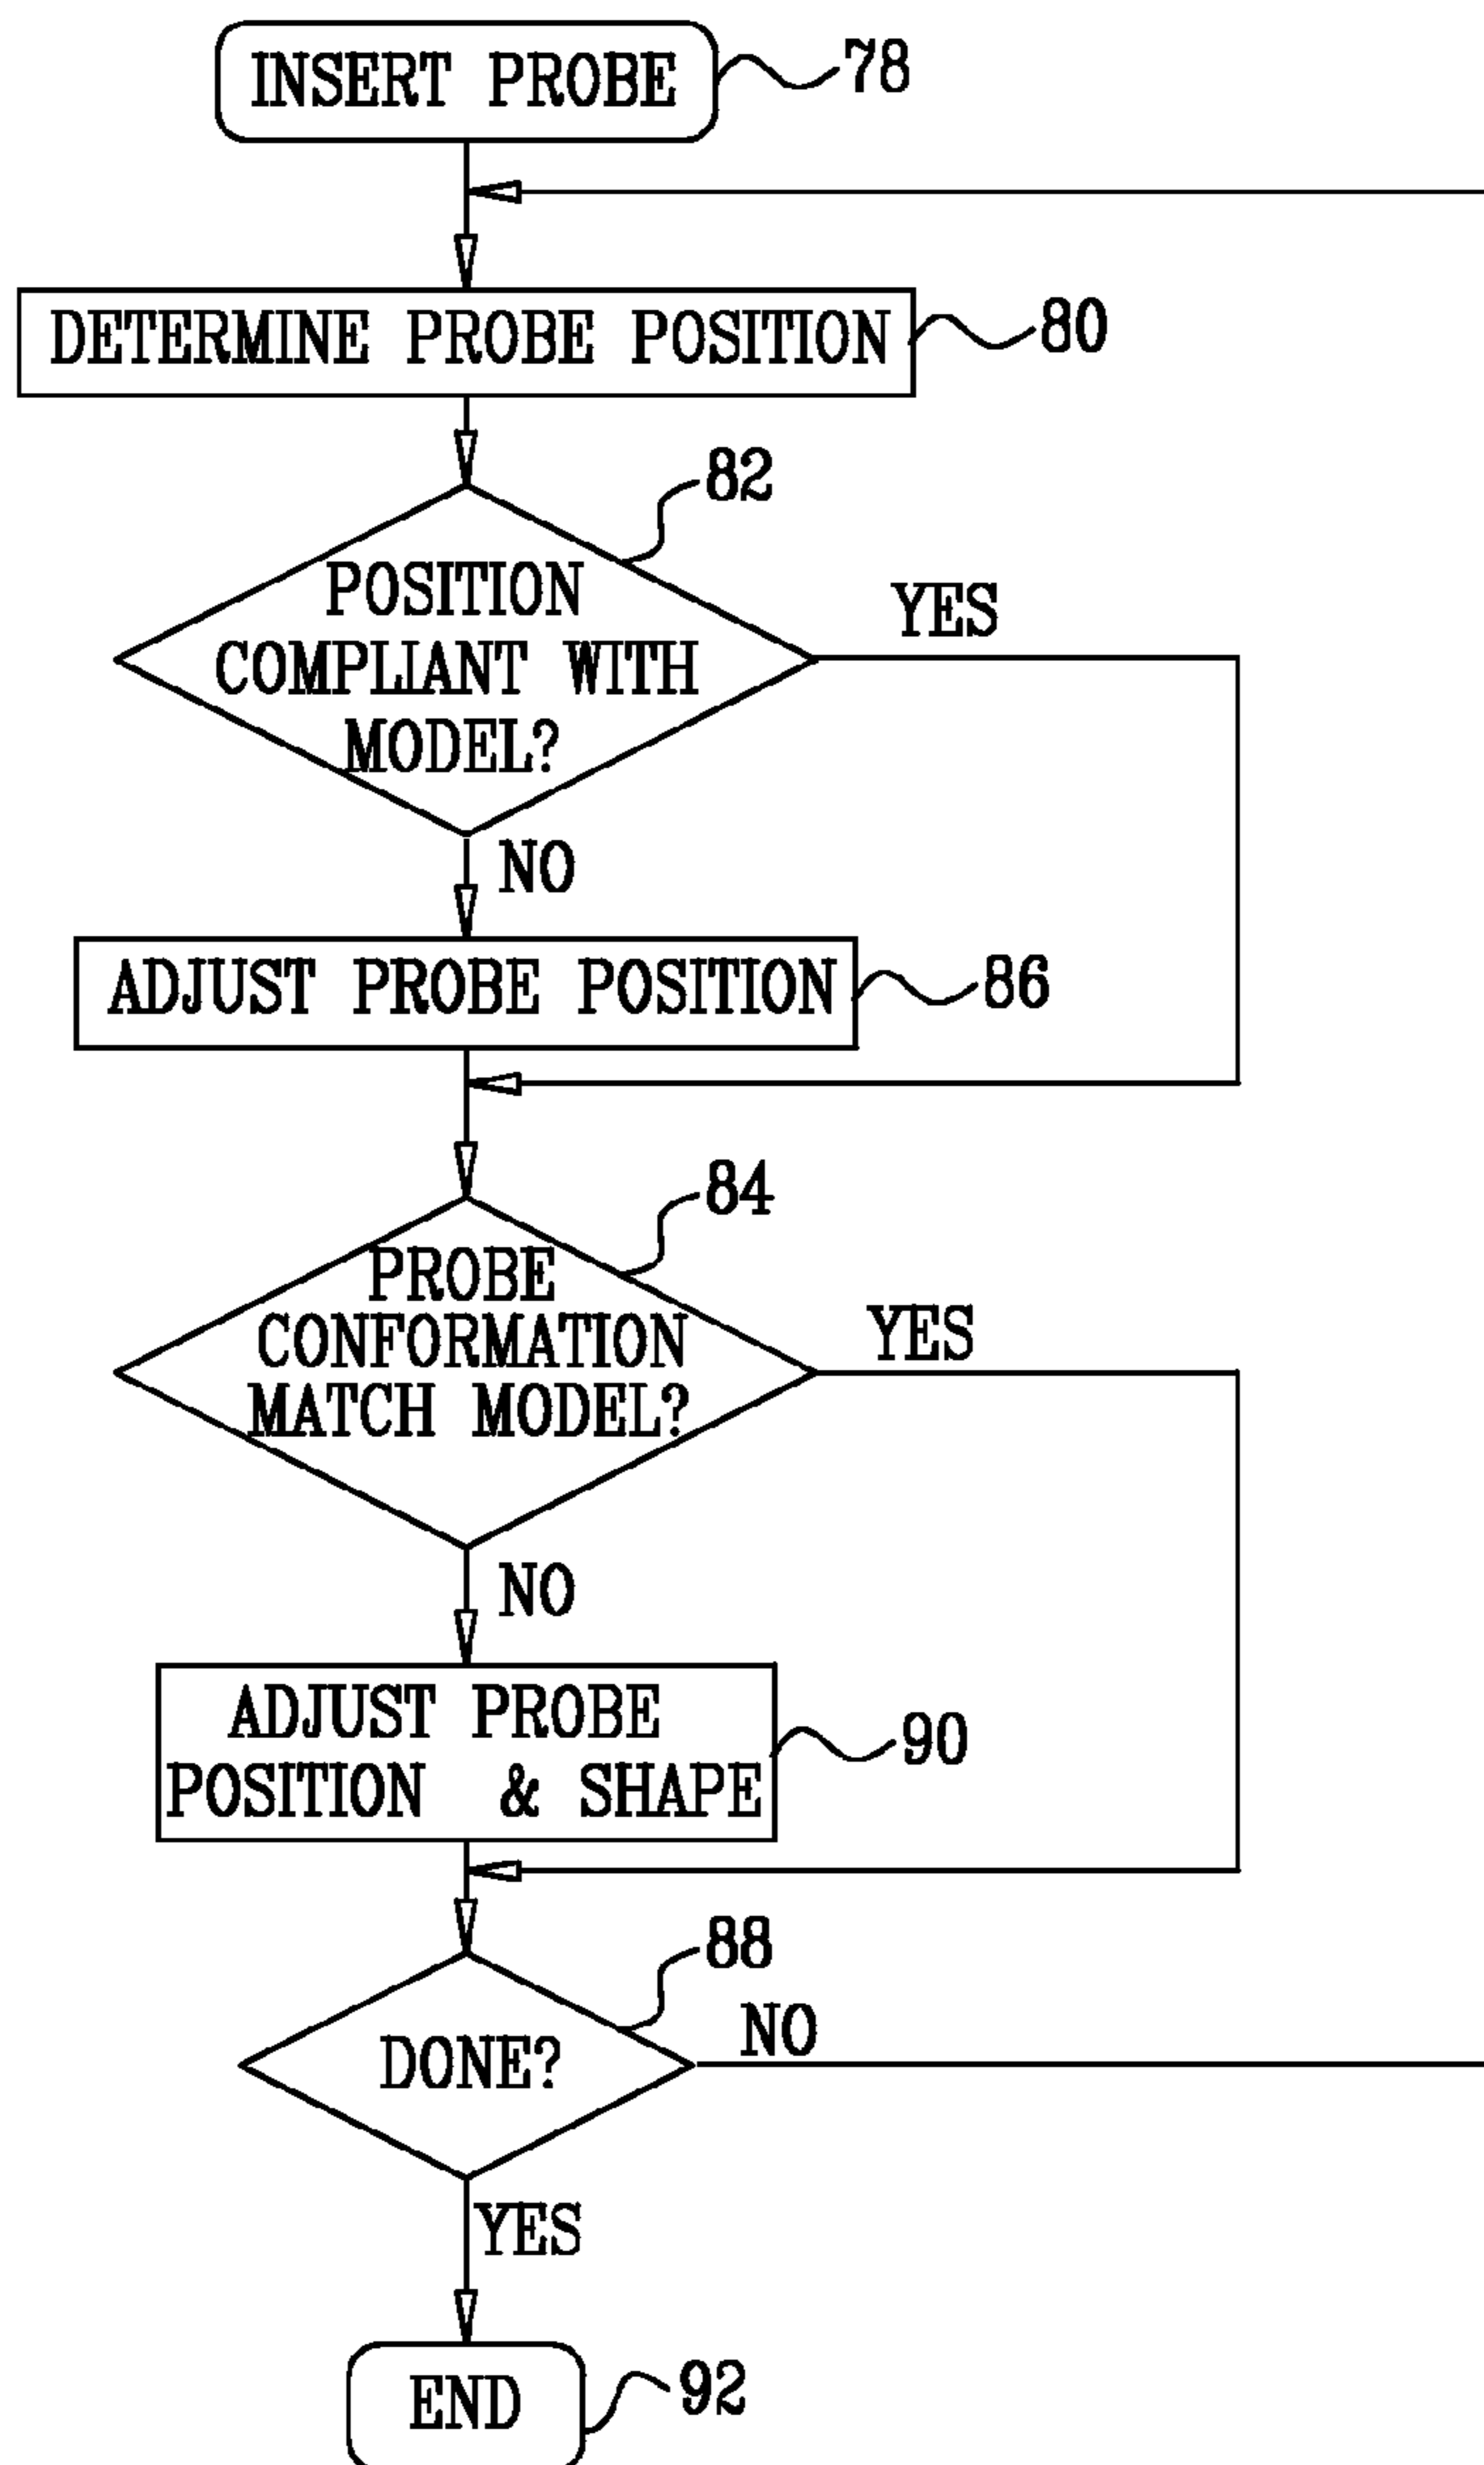 INSERT PROBE
78
DETERMINE PROBE POSITION
80
82
POSITION
COMPLIANT WITH
MODEL?
YES
NO
ADJUST PROBE POSITION
86
84
PROBE
CONFORMATION
MATCH MODEL?
YES
NO
ADJUST PROBE
POSITION & SHAPE
90
88
DONE?
NO
YES
END
92